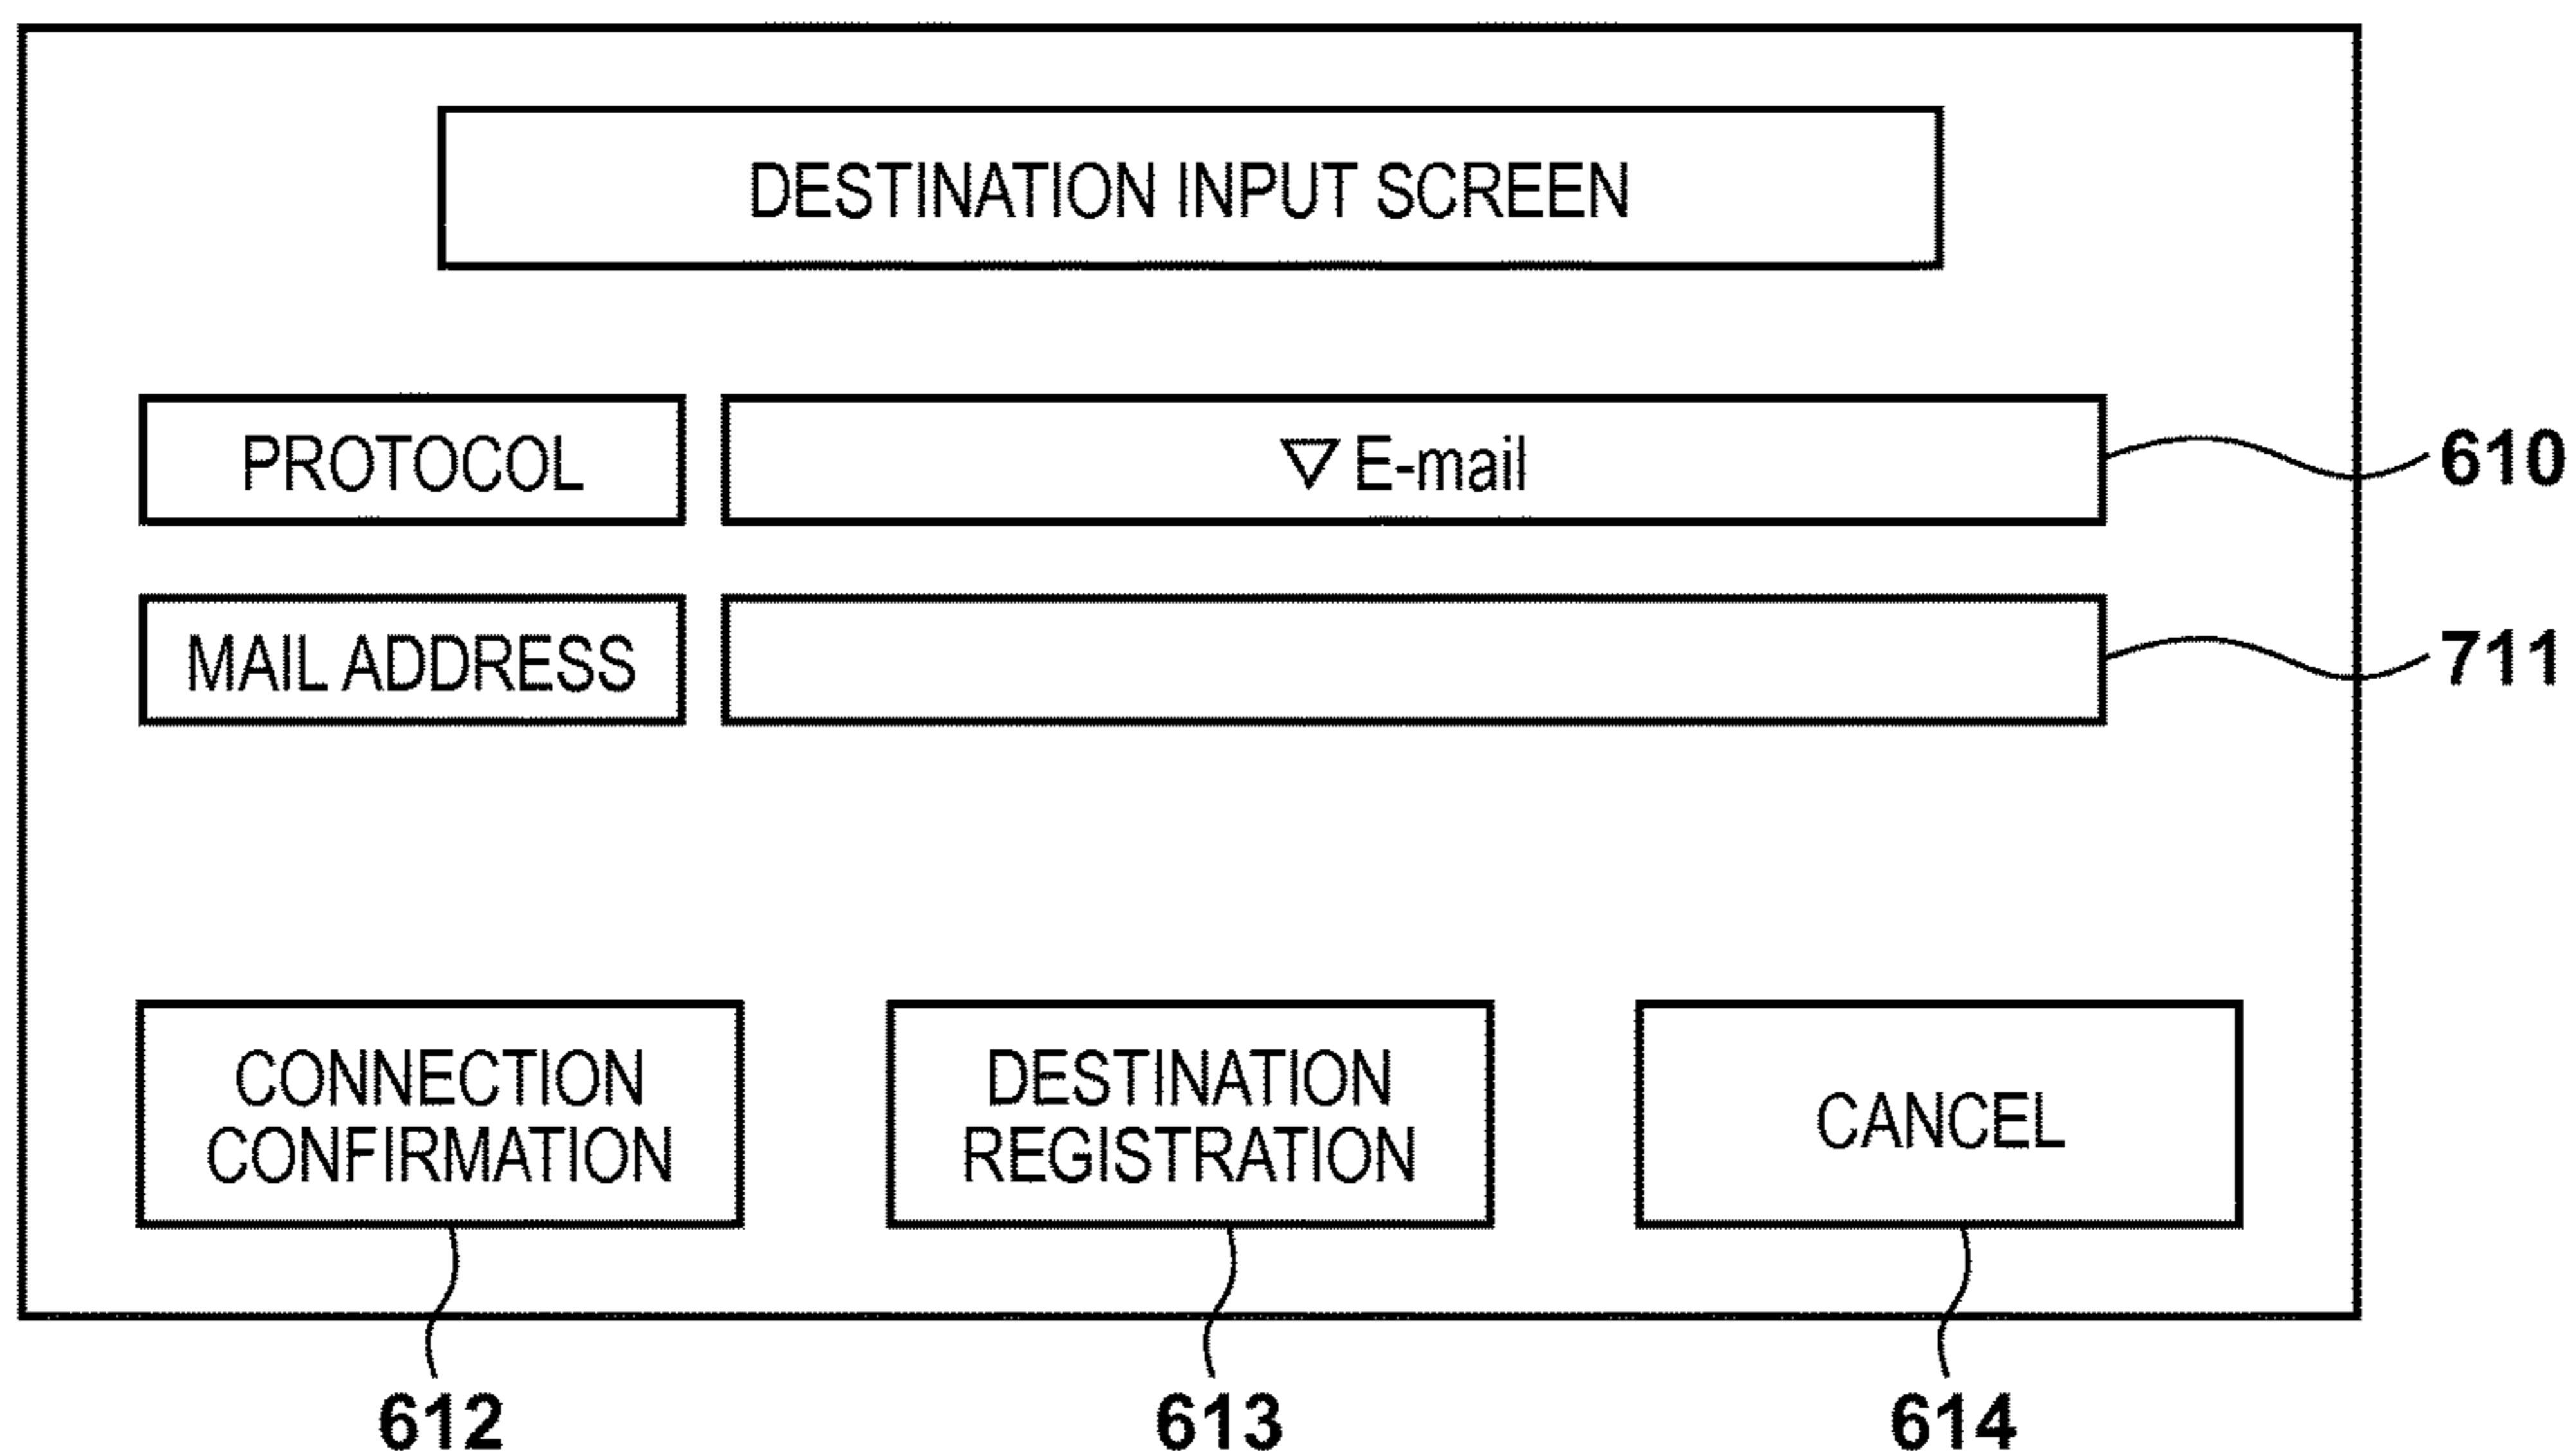 DESTINATION INPUT SCREEN
PROTOCOL ▽ E-mail 610
MAIL ADDRESS 711
CONNECTION CONFIRMATION
DESTINATION REGISTRATION
CANCEL
612 613 614